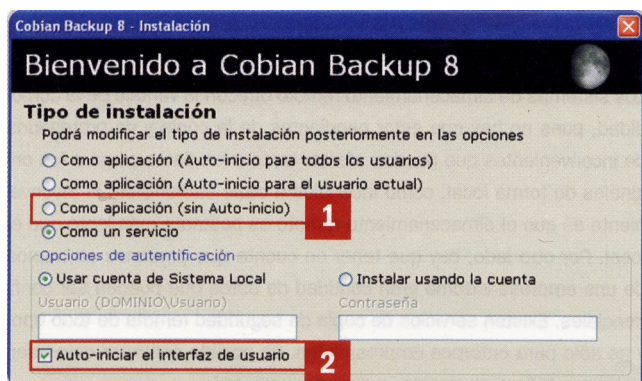 Cobian Backup 8 - Instalación
Bienvenido a Cobian Backup 8
Tipo de instalación
Podrá modificar el tipo de instalación posteriormente en las opciones
Como aplicación (Auto-inicio para todos los usuarios)
Como aplicación (Auto-inicio para el usuario actual)
Como aplicación (sin Auto-inicio)
1
Como un servicio
Opciones de autentificación
Usar cuenta de Sistema Local
Instalar usando la cuenta
Usuario (DOMINIO\Usuario)
Contraseña
Auto-iniciar el interfaz de usuario
2